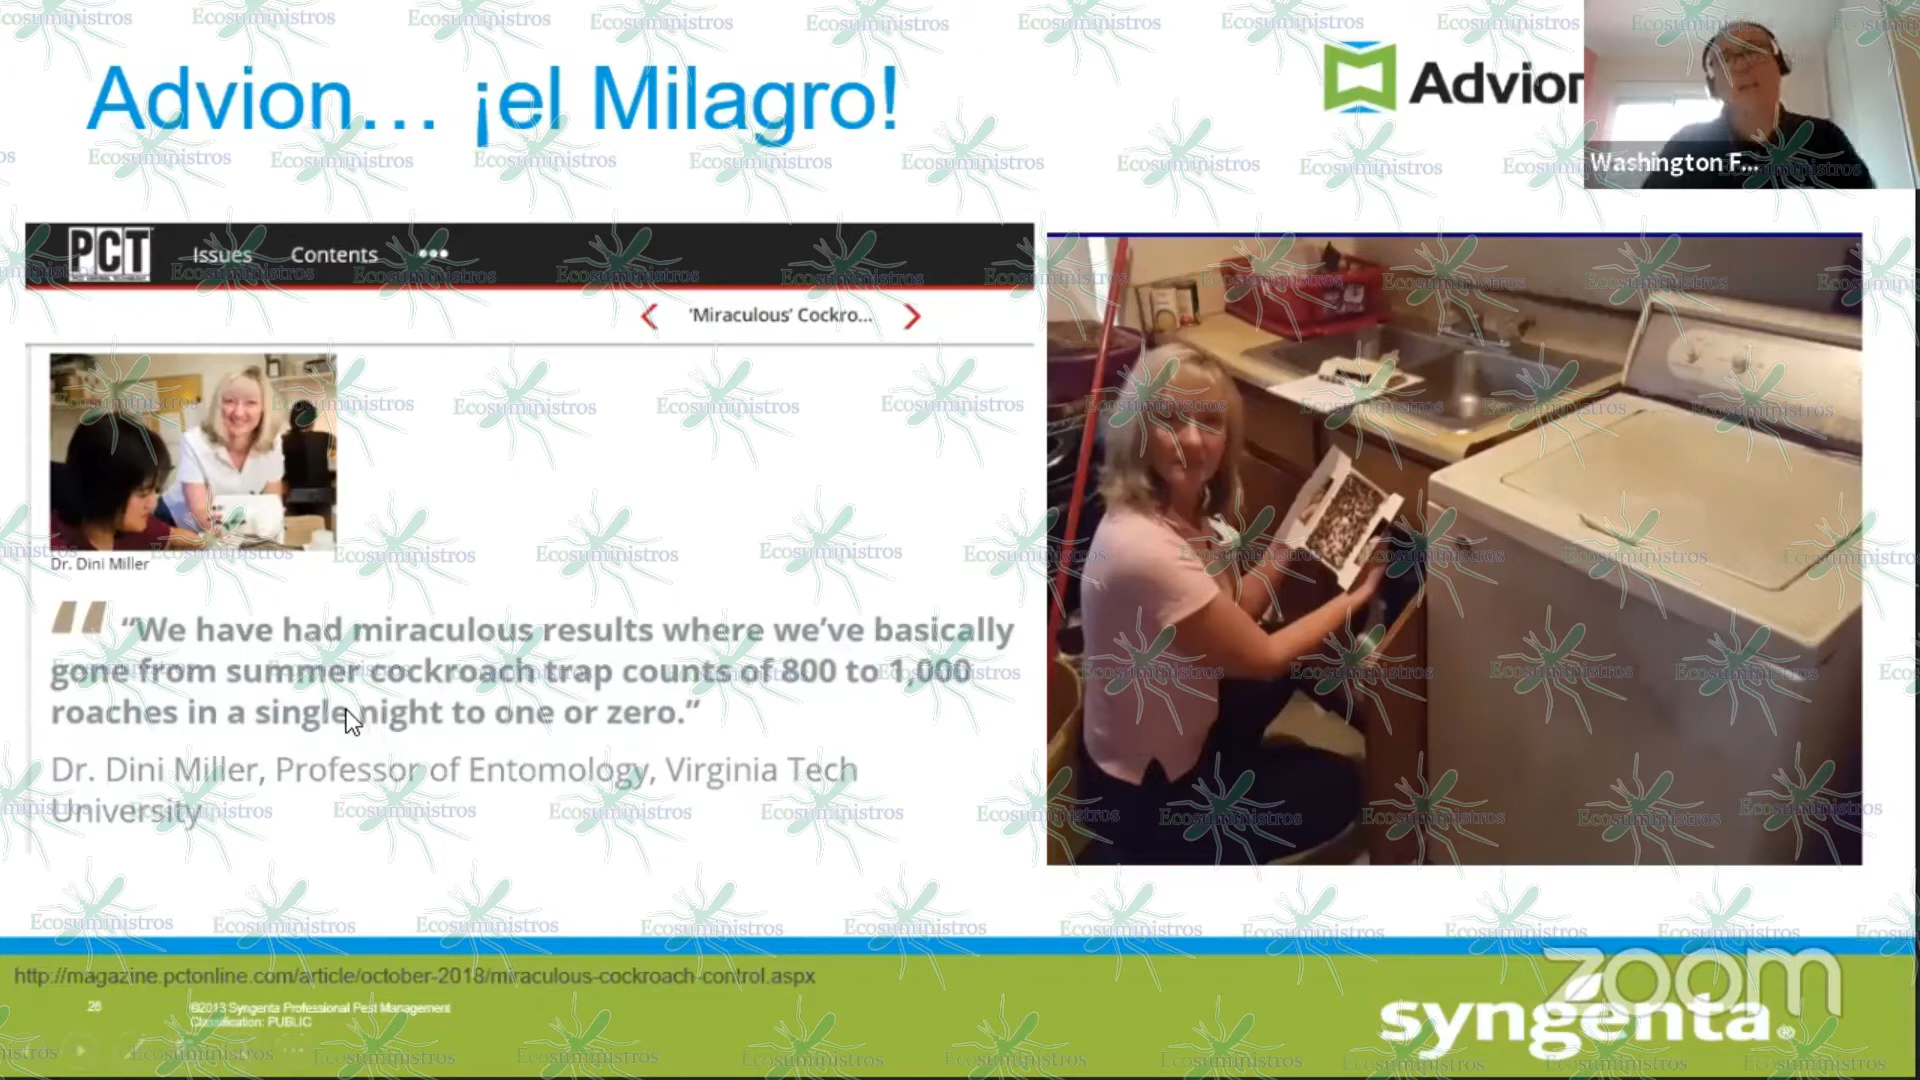 Advion... ¡el Milagro!
Advion
Washington F...
PCT
Issues Contents •••
'Miraculous' Cockro...
Dr. Dini Miller
“We have had miraculous results where we’ve basically
gone from summer cockroach trap counts of 800 to 1,000
roaches in a single night to one or zero.”
Dr. Dini Miller, Professor of Entomology, Virginia Tech
University
http://magazine.pctonline.com/article/october-2018/miraculous-cockroach-control.aspx
©2013 Syngenta Professional Pest Management
Classification: PUBLIC
syngenta®
zoom
Ecosuministros